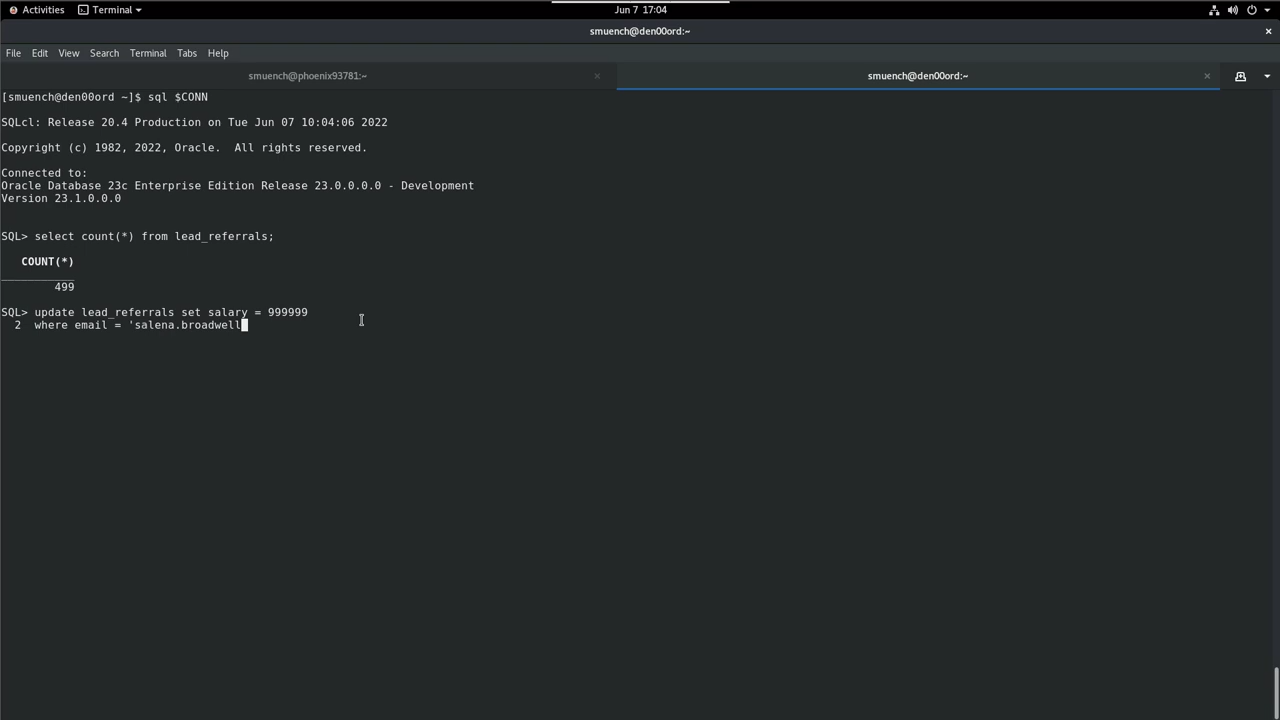 Activities Terminal Jun 7 17:04
smuench@den00ord:~
File Edit View Search Terminal Tabs Help
smuench@phoenix93781:~ smuench@den00ord:~
[smuench@den00ord ~]$ sql $CONN
SQLcl: Release 20.4 Production on Tue Jun 07 10:04:06 2022
Copyright (c) 1982, 2022, Oracle.  All rights reserved.
Connected to:
Oracle Database 23c Enterprise Edition Release 23.0.0.0.0 - Development
Version 23.1.0.0.0
SQL> select count(*) from lead_referrals;
COUNT(*)
___________
499
SQL> update lead_referrals set salary = 999999
2  where email = 'salena.broadwell